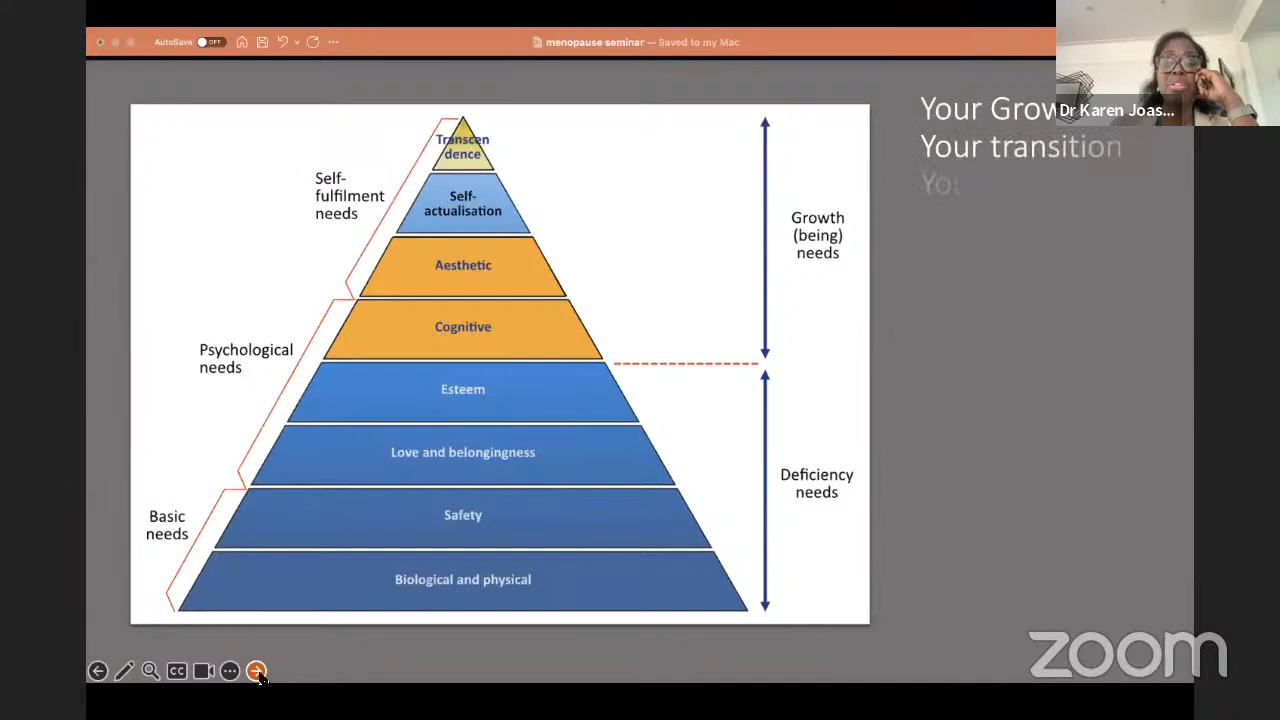 AutoSave OFF
menopause seminar — Saved to my Mac
Dr Karen Joas...
Your Grow
Your transition
You
Transcen
dence
Self-
fulfilment
needs
Self-
actualisation
Growth
(being)
needs
Aesthetic
Cognitive
Psychological
needs
Esteem
Love and belongingness
Deficiency
needs
Safety
Basic
needs
Biological and physical
CC
zoom